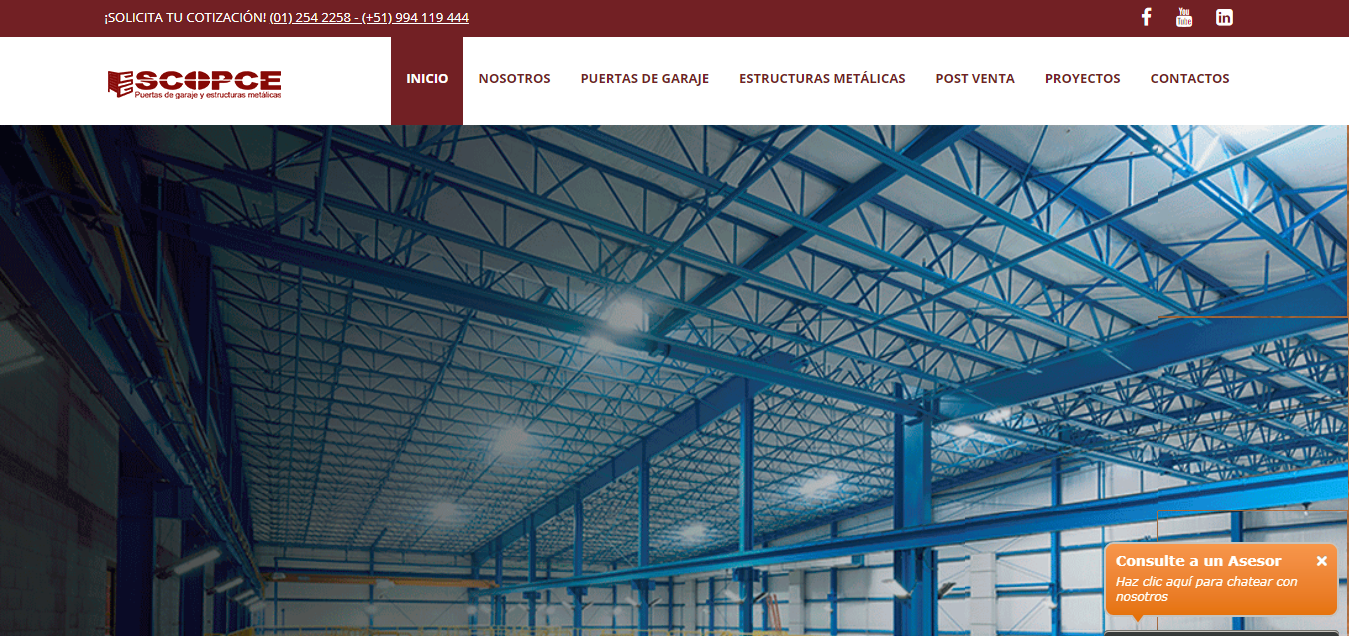 ¡SOLICITA TU COTIZACIÓN! (01) 254 2258 - (+51) 994 119 444
You
Tube
in
ESCOPCE
Puertas de garaje y estructuras metálicas
INICIO NOSOTROS PUERTAS DE GARAJE ESTRUCTURAS METÁLICAS POST VENTA PROYECTOS CONTACTOS
Consulte a un Asesor
Haz clic aquí para chatear con
nosotros